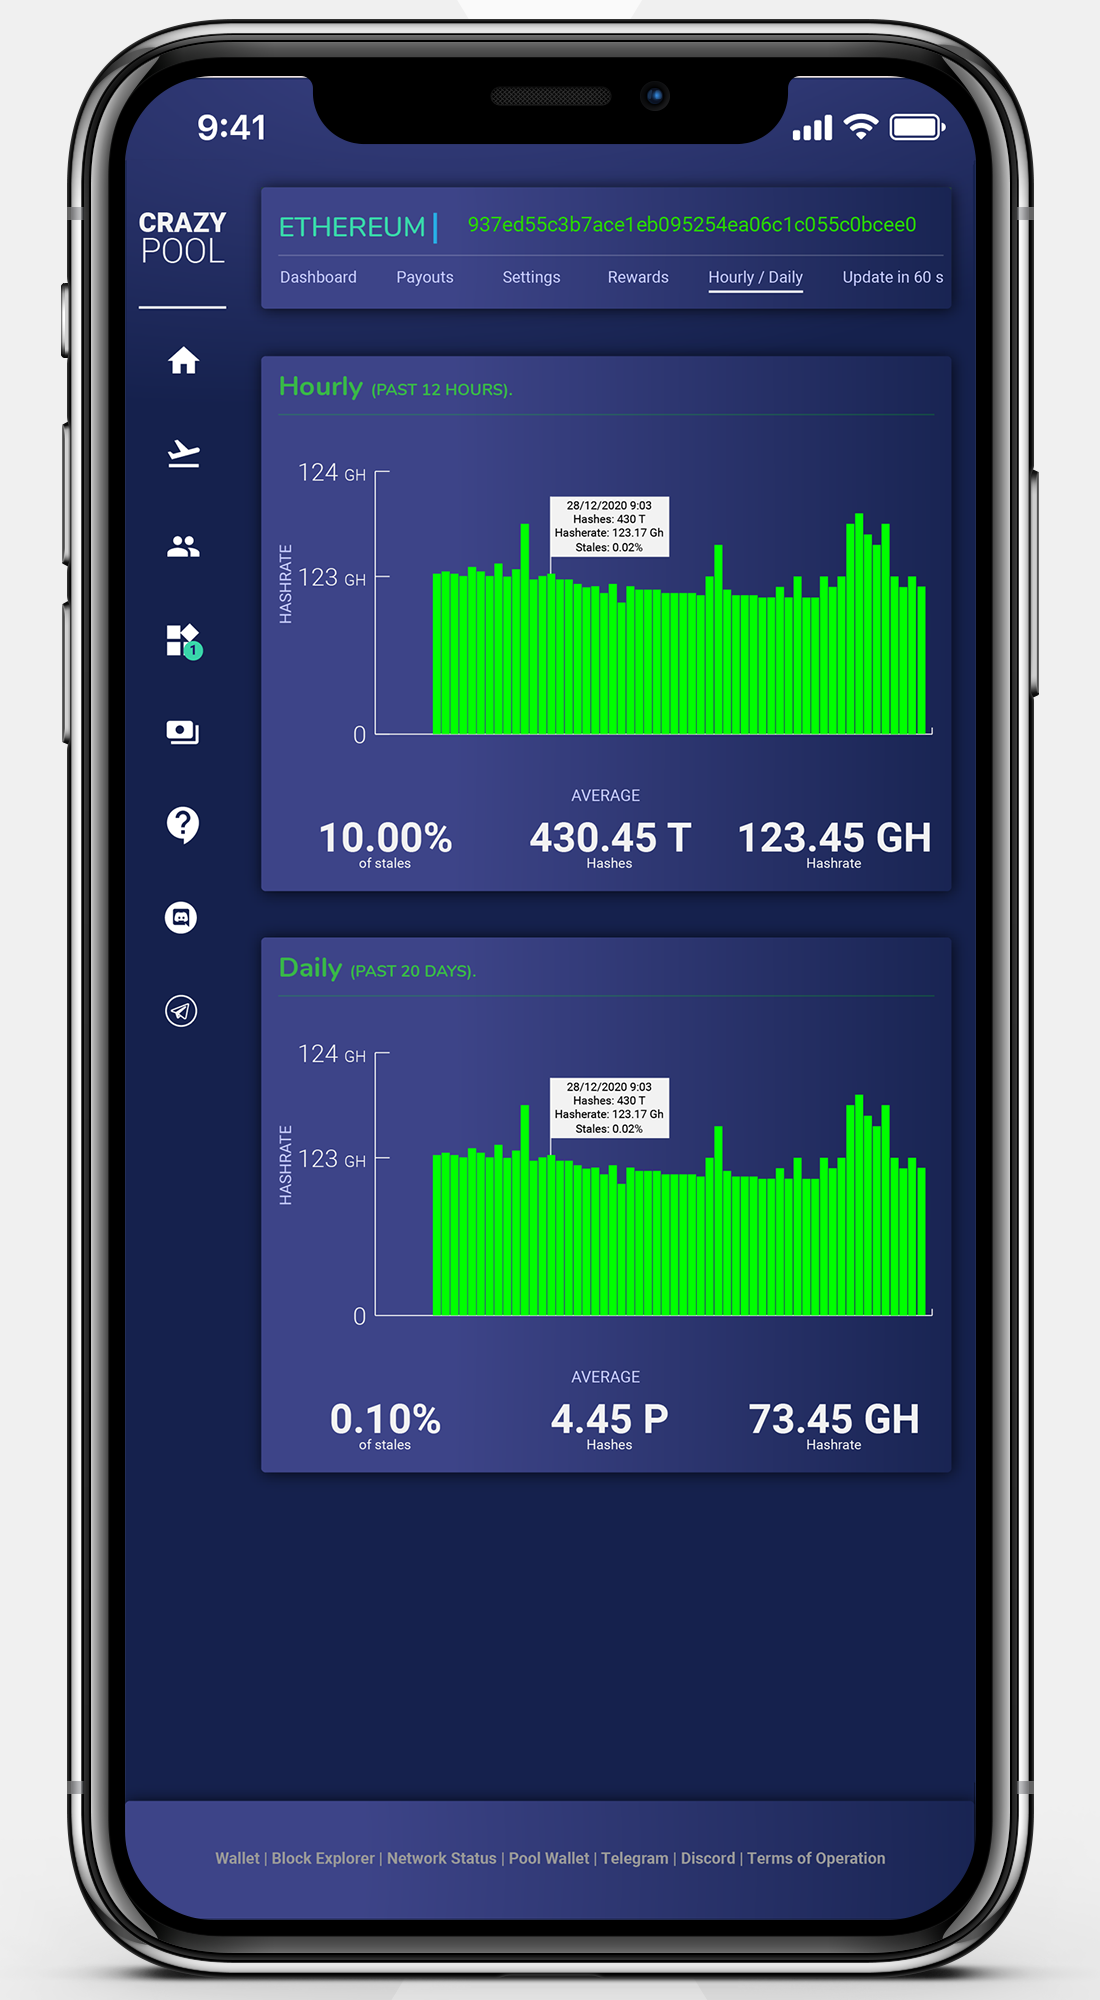 9:41
CRAZY
POOL
ETHEREUM
937ed55c3b7ace1eb095254ea06c1c055c0bcee0
Dashboard Payouts Settings Rewards Hourly / Daily Update in 60 s
1
Hourly (PAST 12 HOURS).
124 GH
123 GH
0
HASHRATE
28/12/2020 9:03
Hashes: 430 T
Hasherate: 123.17 Gh
Stales: 0.02%
AVERAGE
10.00% 430.45 T 123.45 GH
of stales Hashes Hashrate
Daily (PAST 20 DAYS).
124 GH
123 GH
0
HASHRATE
28/12/2020 9:03
Hashes: 430 T
Hasherate: 123.17 Gh
Stales: 0.02%
AVERAGE
0.10% 4.45 P 73.45 GH
of stales Hashes Hashrate
Wallet | Block Explorer | Network Status | Pool Wallet | Telegram | Discord | Terms of Operation